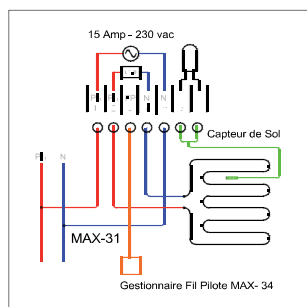 15 Amp - 230 vac
Capteur de Sol
N
MAX-31
Gestionnaire Fil Pilote MAX- 34